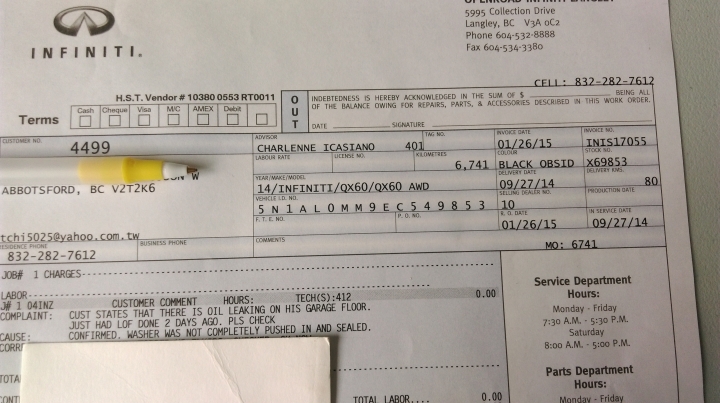 INFINITI.
5995 Collection Drive
Langley, BC V3A 0C2
Phone 604-532-8888
Fax 604-534-3380
CELL: 832-282-7612
H.S.T. Vendor # 10380 0553 RT0011
Terms
Cash Cheque Visa M/C AMEX Debit
OUT
INDEBTEDNESS IS HEREBY ACKNOWLEDGED IN THE SUM OF $ BEING ALL
OF THE BALANCE OWING FOR REPAIRS, PARTS, & ACCESSORIES DESCRIBED IN THIS WORK ORDER.
DATE SIGNATURE
CUSTOMER NO. ADVISOR TAG NO. INVOICE DATE INVOICE NO.
4499 CHARLENNE ICASIANO 401 01/26/15 INIS17055
LABOUR RATE LICENSE NO. KILOMETRES COLOUR STOCK NO.
6,741 BLACK OBSID X69853
YEAR/MAKE/MODEL DELIVERY DATE DELIVERY KMS.
ABBOTSFORD, BC V2T2K6 14/INFINITI/QX60/QX60 AWD 09/27/14 80
VEHICLE I.D. NO. SELLING DEALER NO. PRODUCTION DATE
5N1AL0MM9EC549853 10
F. T. E. NO. P. O. NO. R. O. DATE IN SERVICE DATE
01/26/15 09/27/14
tchi5025@yahoo.com.tw
RESIDENCE PHONE BUSINESS PHONE COMMENTS
832-282-7612 MO: 6741
JOB# 1 CHARGES
LABOR
J# 1 04INZ CUSTOMER COMMENT HOURS: TECH(S):412 0.00
COMPLAINT: CUST STATES THAT THERE IS OIL LEAKING ON HIS GARAGE FLOOR.
JUST HAD LOF DONE 2 DAYS AGO. PLS CHECK
CAUSE: CONFIRMED. WASHER WAS NOT COMPLETELY PUSHED IN AND SEALED.
TOTAL LABOR.... 0.00
Service Department
Hours:
Monday - Friday
7:30 A.M. - 5:30 P.M.
Saturday
8:00 A.M. - 5:00 P.M.
Parts Department
Hours:
Monday - Friday